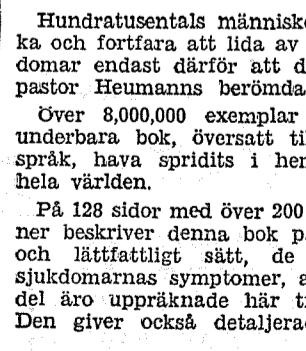 Hundratusentals människo
ka och fortfara att lida av
domar endast därför att d
pastor Heumanns berömda
Över 8,000,000 exemplar
underbara bok, översatt til
språk, hava spridits i hem
hela världen.
På 128 sidor med över 200
ner beskriver denna bok p
och lättfattligt sätt, de
sjukdomarnas symptomer, a
del äro uppräknade här ti
Den giver också detaljera